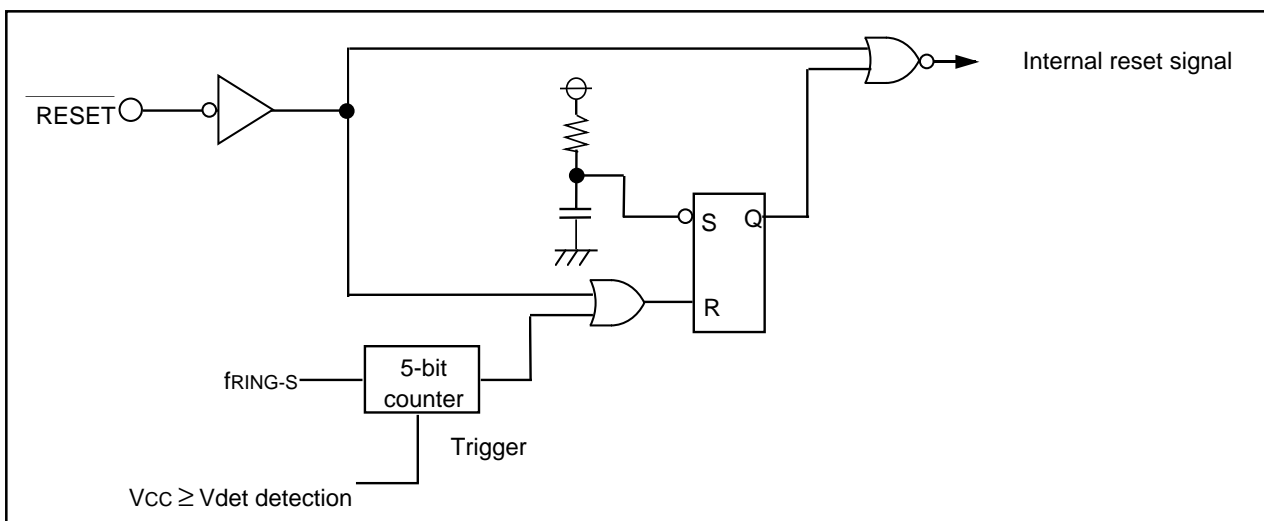 Internal reset signal
RESET
S Q
R
fRING-S
5-bit
counter
Trigger
VCC ≥ Vdet detection